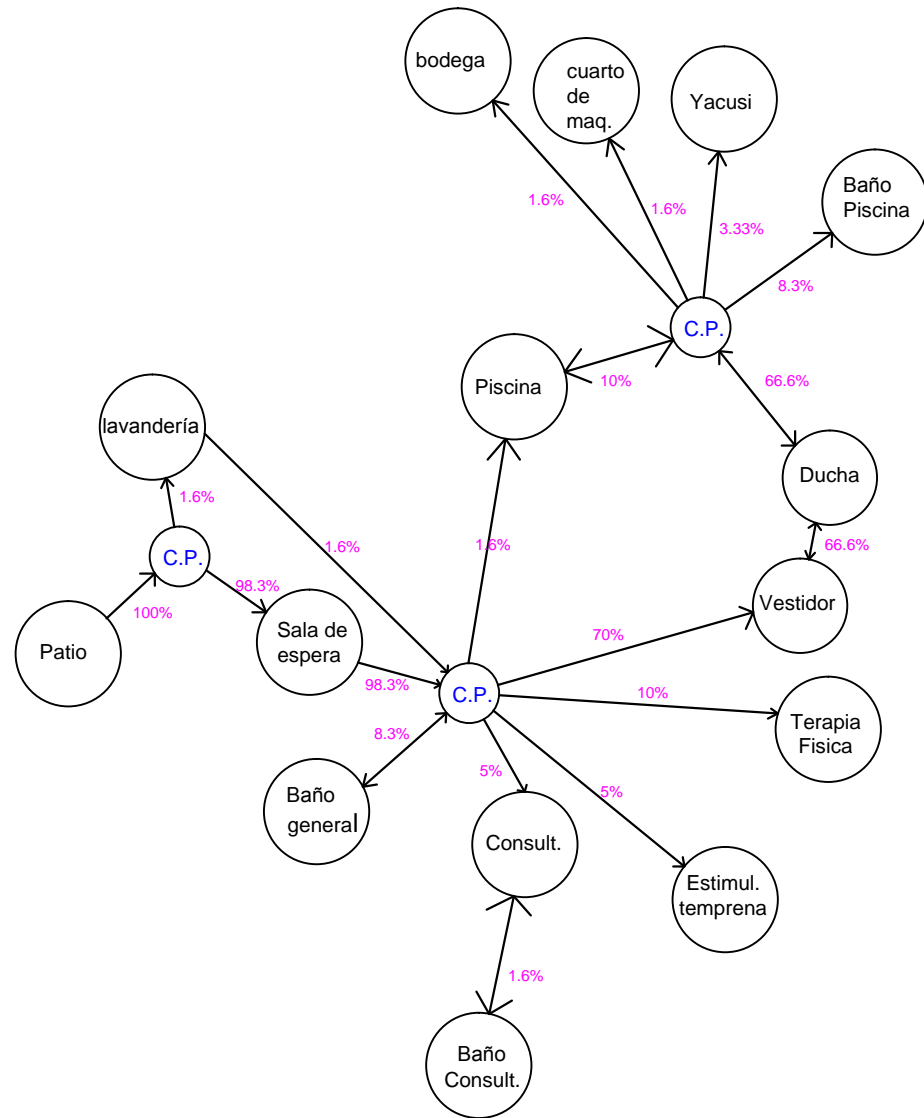 bodega
cuarto
de
maq.
Yacusi
Baño
Piscina
1.6%
1.6%
3.33%
8.3%
C.P.
Piscina
10%
66.6%
lavandería
Ducha
1.6%
1.6%
1.6%
66.6%
C.P.
98.3%
100%
Vestidor
Patio
Sala de
espera
70%
98.3%
C.P.
10%
Terapia
Fisica
8.3%
5%
5%
Baño
general
Consult.
Estimul.
temprena
1.6%
Baño
Consult.